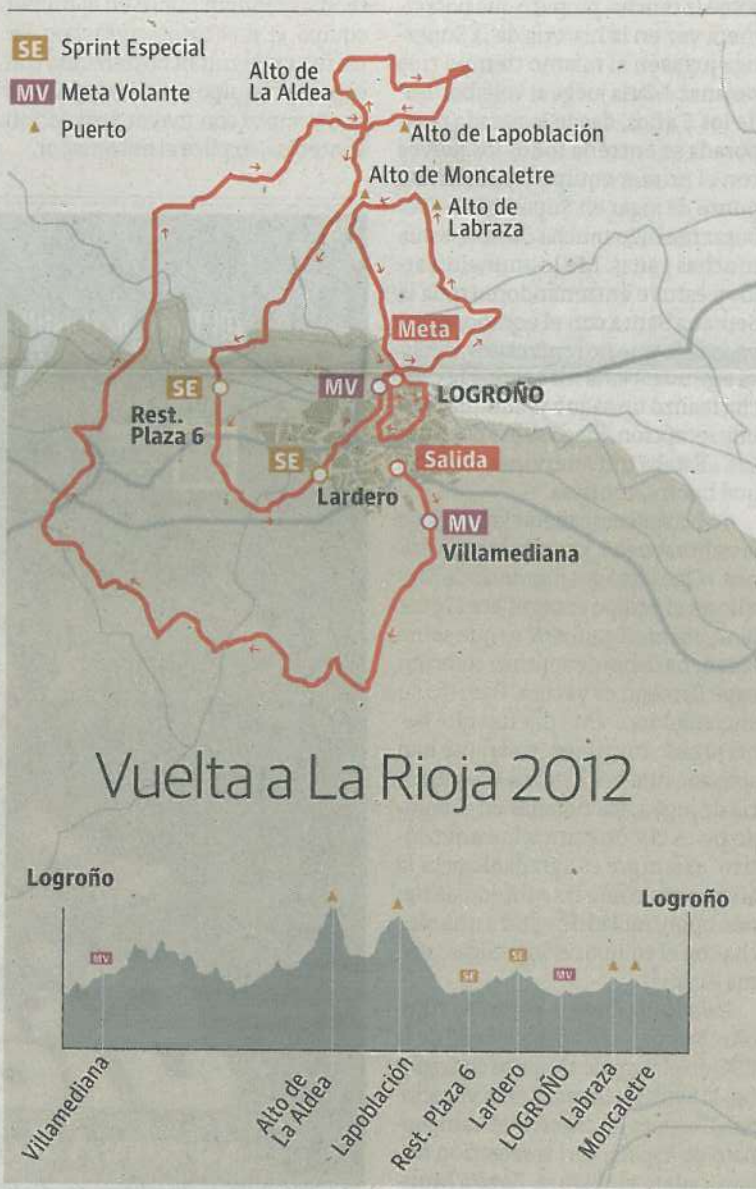 SE Sprint Especial
MV Meta Volante
Puerto
Alto de
La Aldea
Alto de Lapoblación
Alto de Moncaletre
Alto de
Labraza
Meta
SE
MV
LOGROÑO
Rest.
Plaza 6
SE
Salida
Lardero
MV
Villamediana
Vuelta a La Rioja 2012
Logroño
Logroño
MV
SE
SE
MV
Villamediana
Alto de
La Aldea
Lapoblación
Rest. Plaza 6
Lardero
LOGROÑO
Labraza
Moncaletre